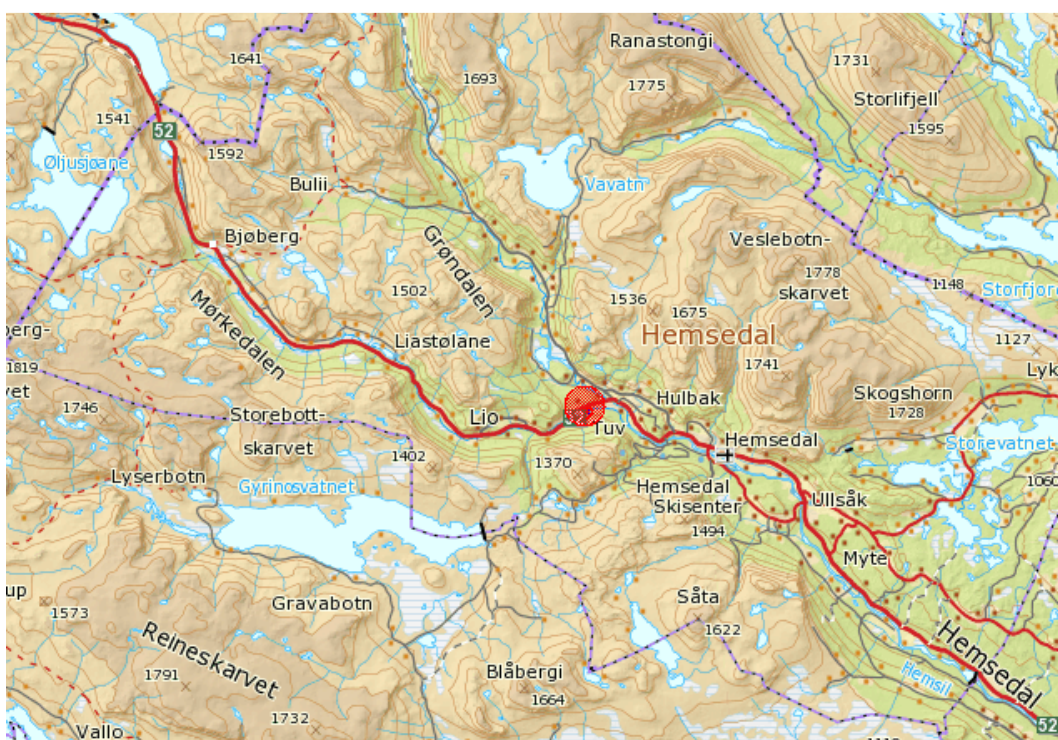 Ranastongi
1731
1641
1693
1775
Storlifjell
1541
52
1595
1592
Øljusjoane
Bulii
Vavatn
Bjøberg
Grøndalen
Veslebotn-
skarvet
1778
1148
Storfjor
1502
1536
1675
Mørkedalen
Hemsedal
berg-
Liastølane
1127
1819
1741
Lyk
vet
1746
Storebott-
skarvet
Lio
Hulbak
Skogshorn
1728
Tuv
Hemsedal
Storevatnet
1402
1370
Lyserbotn
Gyrinosvatnet
Hemsedal
Skisenter
Ullsåk
1060
1494
Myte
up
1573
Gravabotn
Såta
1622
Reineskarvet
Hemsedal
1791
Blåbergi
Hemsil
1664
1732
Vallo
52